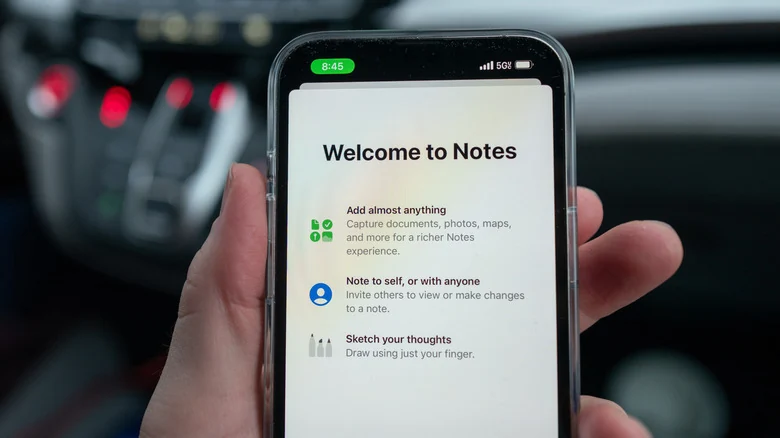 8:45
5G
Welcome to Notes
Add almost anything
Capture documents, photos, maps,
and more for a richer Notes
experience.
Note to self, or with anyone
Invite others to view or make changes
to a note.
Sketch your thoughts
Draw using just your finger.